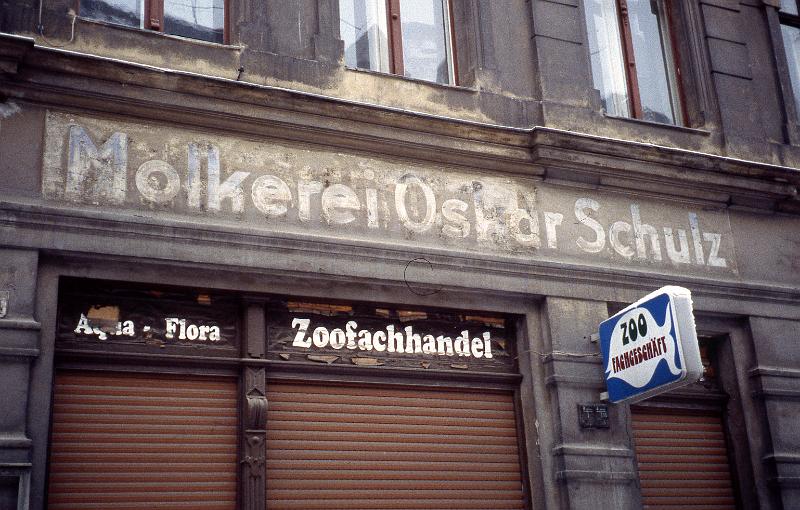 Molkerei Oskar Schulz
Aqua - Flora
Zoofachhandel
ZOO
FACHGESCHÄFT